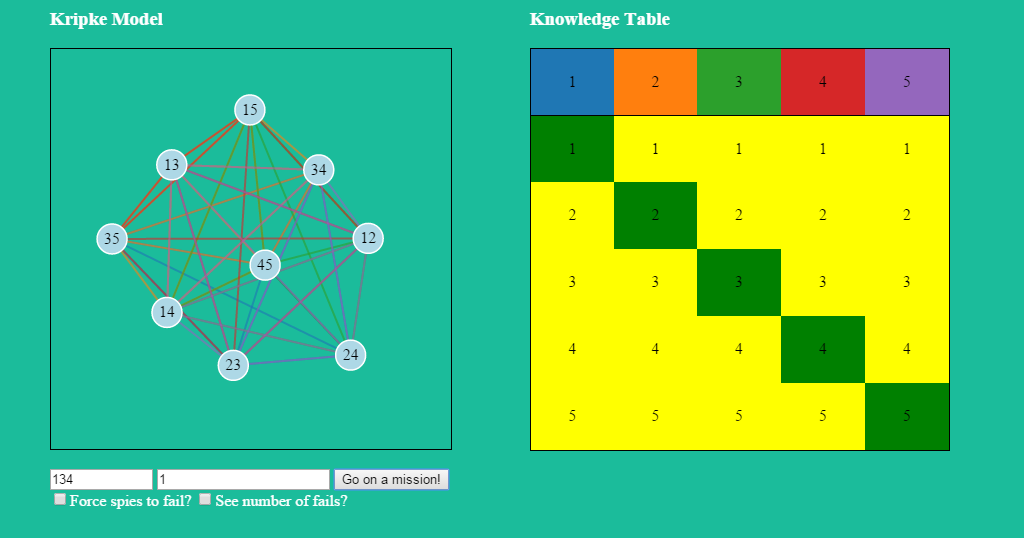 Kripke Model
Knowledge Table
15
13
34
35
12
45
14
23
24
1 2 3 4 5
1 1 1 1 1
2 2 2 2 2
3 3 3 3 3
4 4 4 4 4
5 5 5 5 5
134 1 Go on a mission!
Force spies to fail? See number of fails?